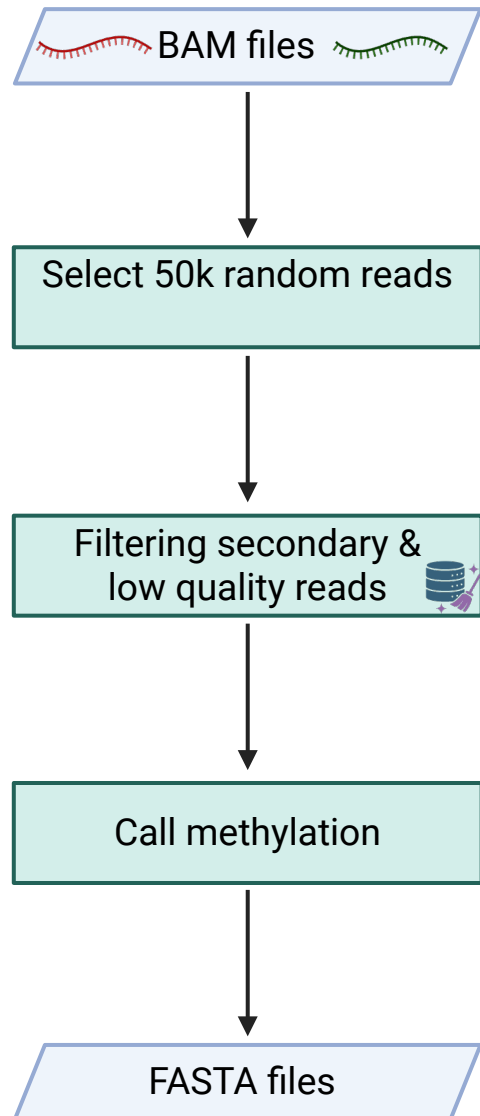 BAM files
Select 50k random reads
Filtering secondary &
low quality reads
Call methylation
FASTA files